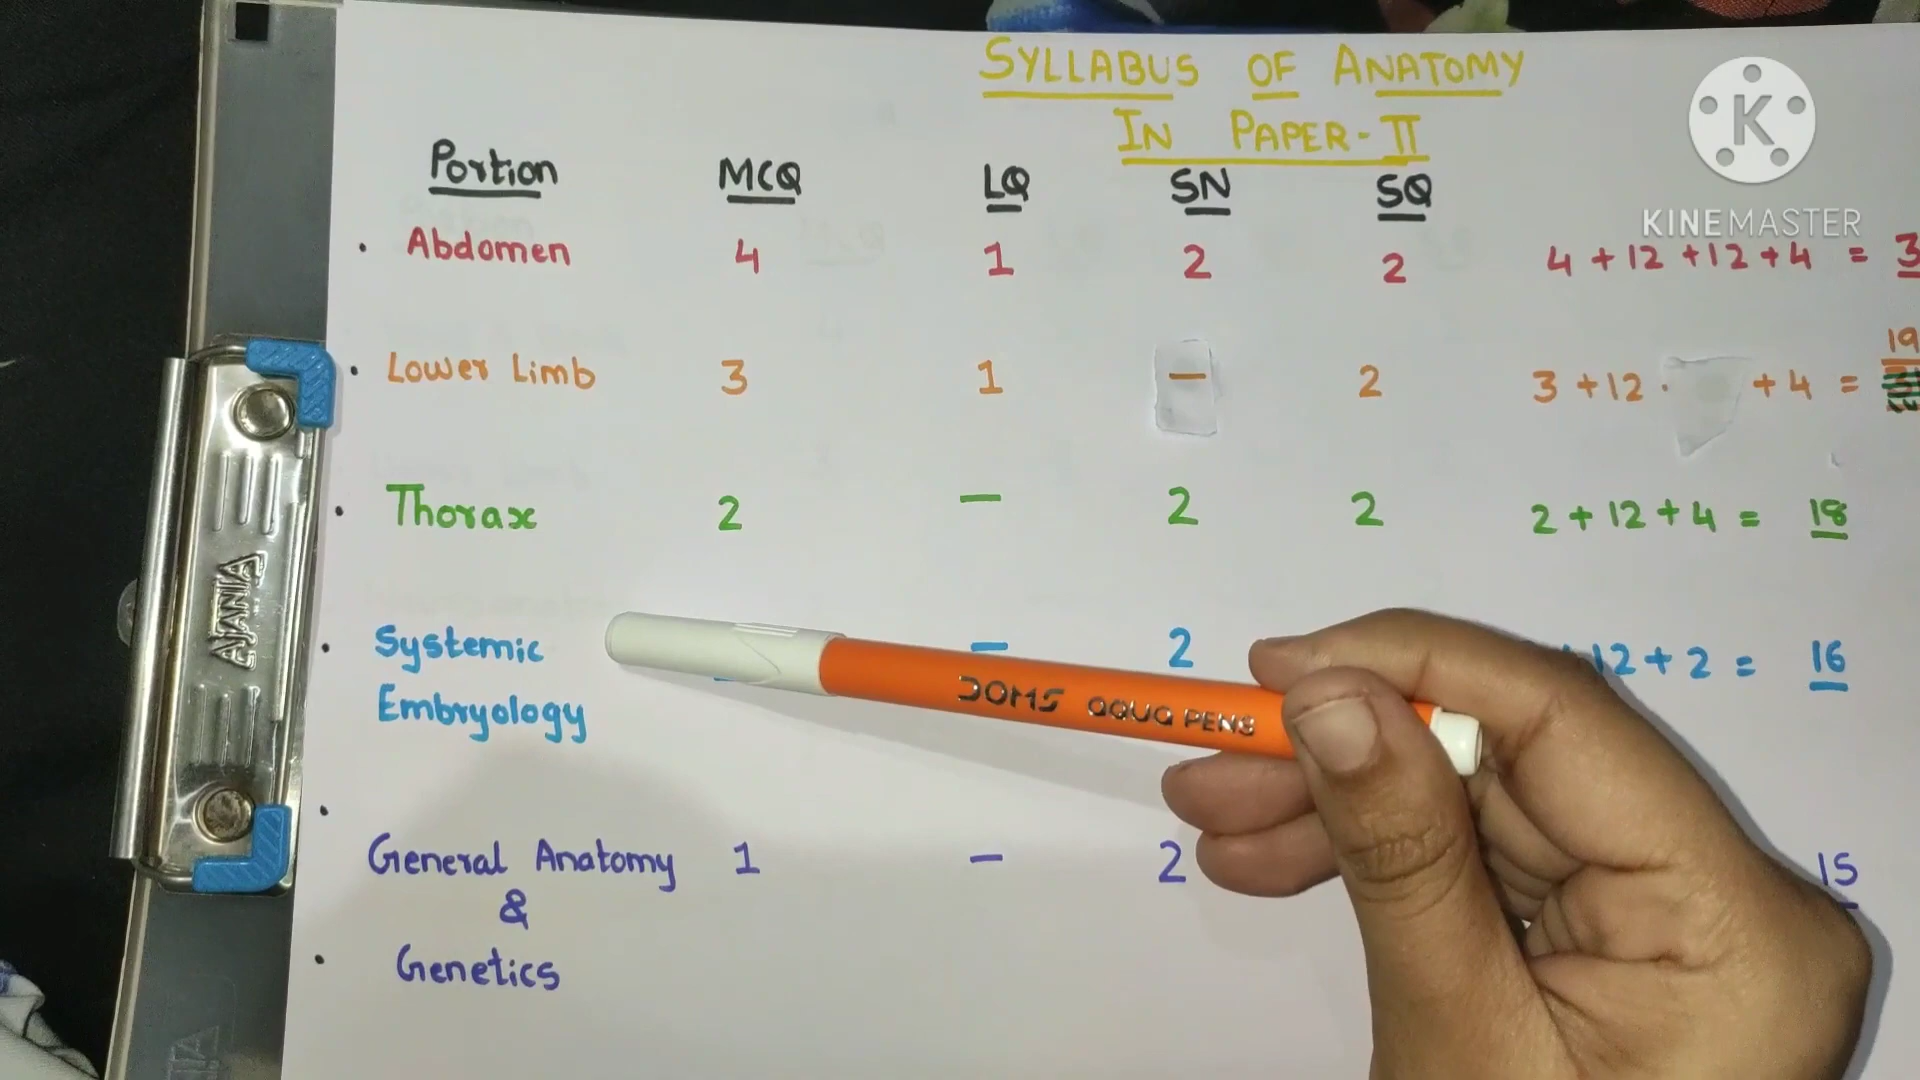 SYLLABUS OF ANATOMY
IN PAPER-II
K
KINEMASTER
Portion MCQ LQ SN SQ
Abdomen 4 1 2 2 4+12+12+4 = 3
Lower Limb 3 1 - 2 3+12 +4 = 19
Thorax 2 - 2 2 2+12+4 = 18
Systemic - 2 12+2 = 16
Embryology
General Anatomy 1 - 2 15
&
Genetics
AJANTA
DOMS AQUA PENS